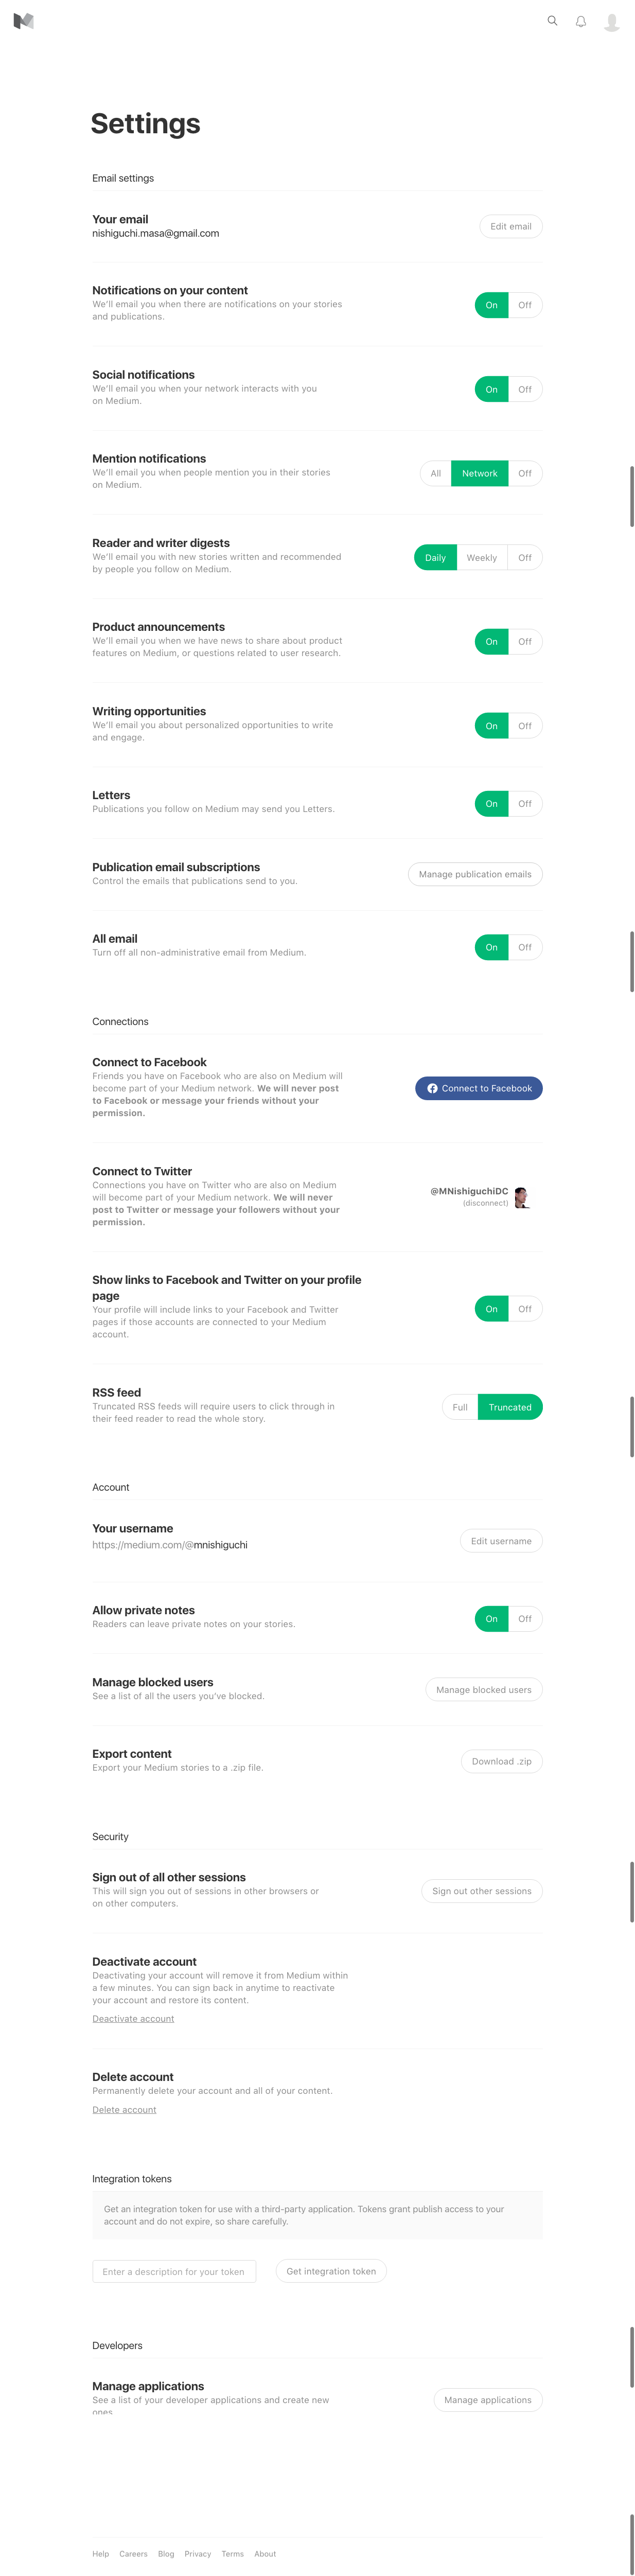 Settings
Email settings
Your email
nishiguchi.masa@gmail.com
Edit email
Notifications on your content
We'll email you when there are notifications on your stories
and publications.
On Off
Social notifications
We'll email you when your network interacts with you
on Medium.
On Off
Mention notifications
We'll email you when people mention you in their stories
on Medium.
All Network Off
Reader and writer digests
We'll email you with new stories written and recommended
by people you follow on Medium.
Daily Weekly Off
Product announcements
We'll email you when we have news to share about product
features on Medium, or questions related to user research.
On Off
Writing opportunities
We'll email you about personalized opportunities to write
and engage.
On Off
Letters
Publications you follow on Medium may send you Letters.
On Off
Publication email subscriptions
Control the emails that publications send to you.
Manage publication emails
All email
Turn off all non-administrative email from Medium.
On Off
Connections
Connect to Facebook
Friends you have on Facebook who are also on Medium will
become part of your Medium network. We will never post
to Facebook or message your friends without your
permission.
Connect to Facebook
Connect to Twitter
Connections you have on Twitter who are also on Medium
will become part of your Medium network. We will never
post to Twitter or message your followers without your
permission.
@MNishiguchiDC
(disconnect)
Show links to Facebook and Twitter on your profile
page
Your profile will include links to your Facebook and Twitter
pages if those accounts are connected to your Medium
account.
On Off
RSS feed
Truncated RSS feeds will require users to click through in
their feed reader to read the whole story.
Full Truncated
Account
Your username
https://medium.com/@mnishiguchi
Edit username
Allow private notes
Readers can leave private notes on your stories.
On Off
Manage blocked users
See a list of all the users you've blocked.
Manage blocked users
Export content
Export your Medium stories to a .zip file.
Download .zip
Security
Sign out of all other sessions
This will sign you out of sessions in other browsers or
on other computers.
Sign out other sessions
Deactivate account
Deactivating your account will remove it from Medium within
a few minutes. You can sign back in anytime to reactivate
your account and restore its content.
Deactivate account
Delete account
Permanently delete your account and all of your content.
Delete account
Integration tokens
Get an integration token for use with a third-party application. Tokens grant publish access to your
account and do not expire, so share carefully.
Enter a description for your token Get integration token
Developers
Manage applications
See a list of your developer applications and create new
ones
Manage applications
Help Careers Blog Privacy Terms About